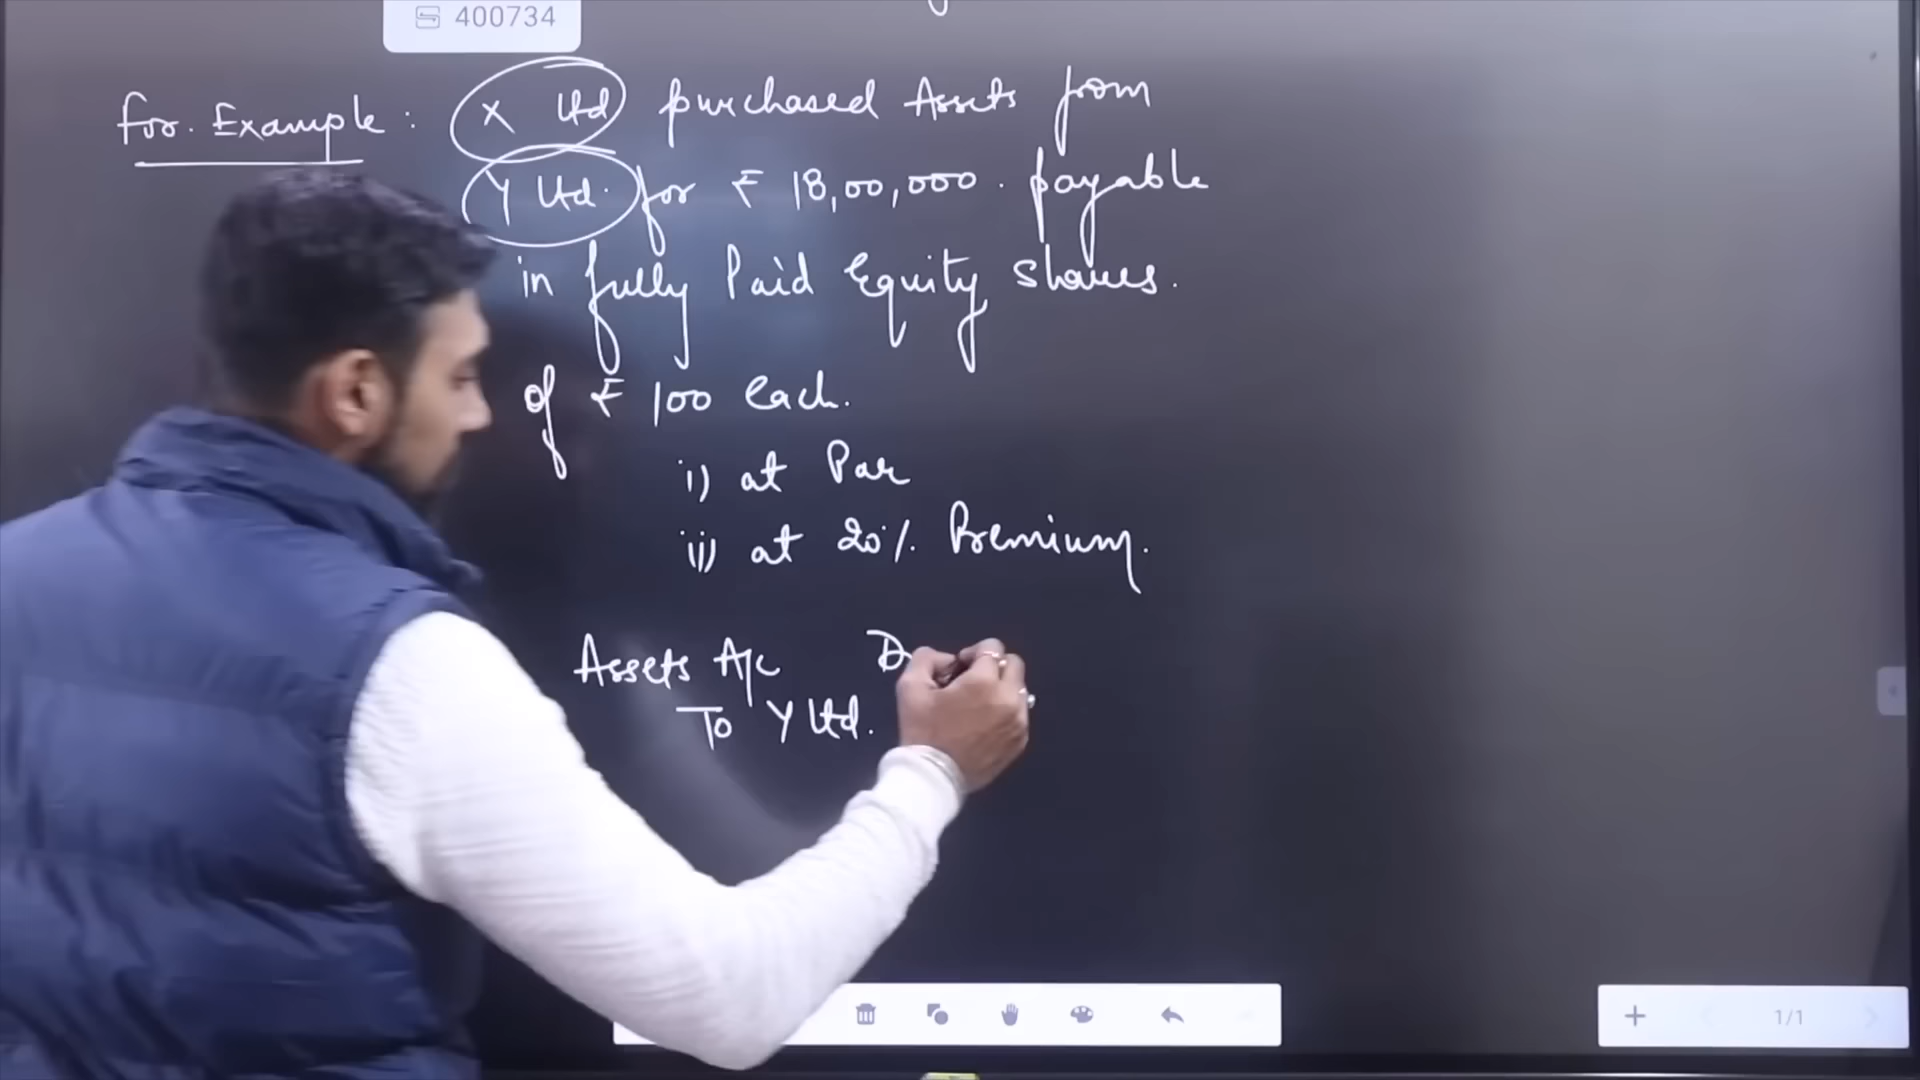 400734
for. Example : X Ltd purchased Assets from
Y Ltd. for ₹ 18,00,000. payable
in fully Paid Equity shares.
of ₹ 100 each.
i) at Par
ii) at 20% Premium.
Assets A/c D
To Y Ltd.
1/1